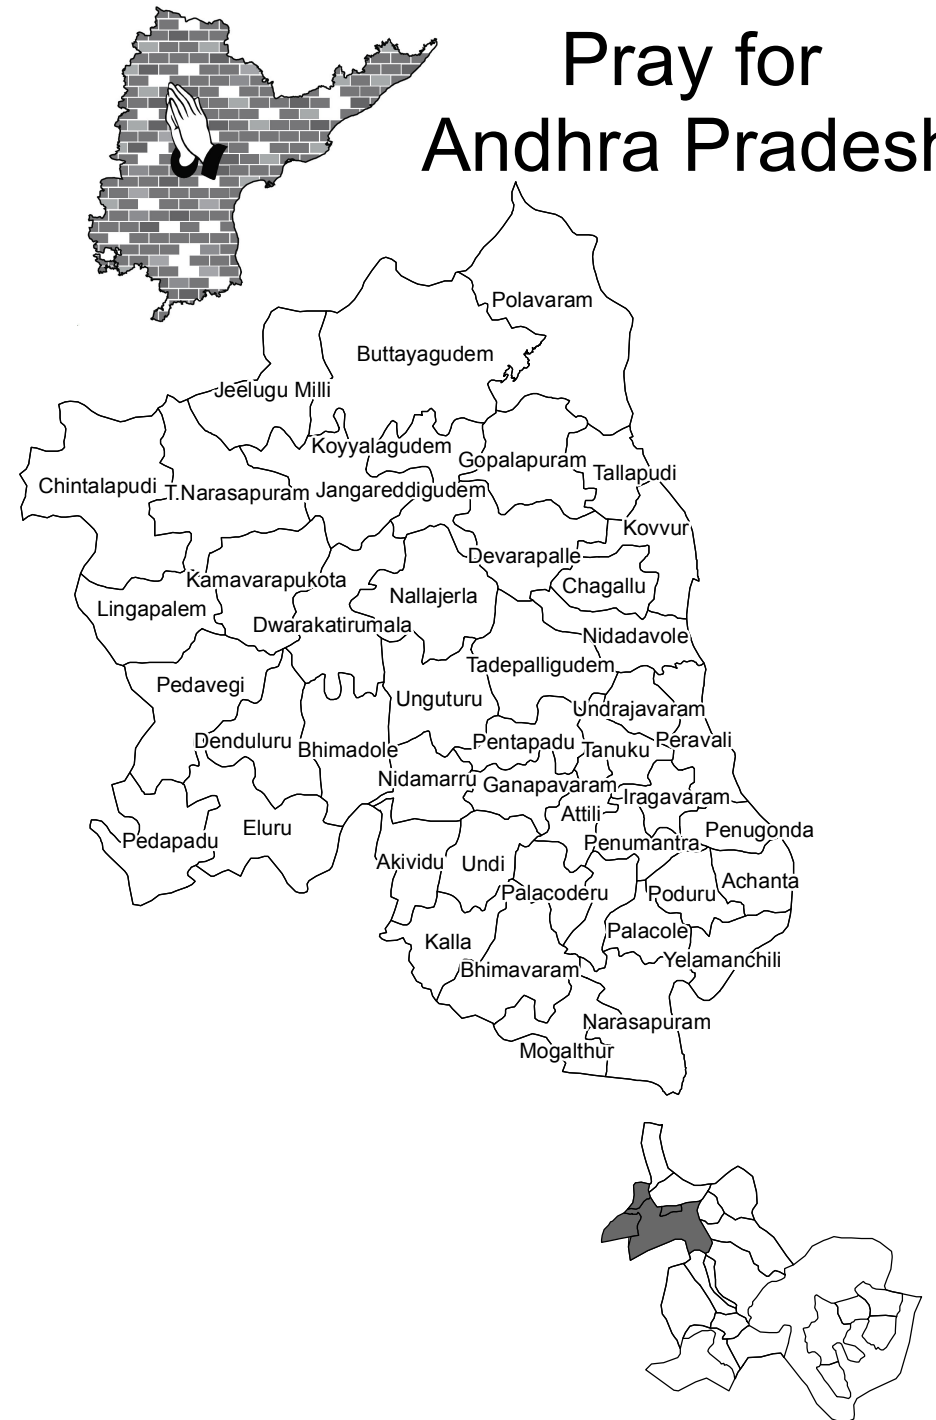 Pray for
Andhra Pradesh
Polavaram
Buttayagudem
Jeelugu Milli
Koyyalagudem
Gopalapuram
Tallapudi
Chintalapudi
T.Narasapuram
Jangareddigudem
Kovvur
Devarapalle
Kamavarapukota
Chagallu
Nallajerla
Lingapalem
Dwarakatirumala
Nidadavole
Tadepalligudem
Pedavegi
Unguturu
Undrajavaram
Denduluru
Bhimadole
Pentapadu
Tanuku
Peravali
Nidamarru
Ganapavaram
Iragavaram
Attili
Eluru
Pedapadu
Penumantra
Penugonda
Akividu
Undi
Palacoderu
Poduru
Achanta
Palacole
Kalla
Yelamanchili
Bhimavaram
Narasapuram
Mogalthur